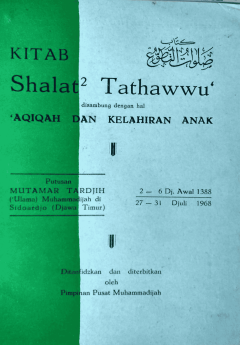 KITAB
كتاب
صلوات التطوع
Shalat² Tathawwu‘
disambung dengan hal
‘AQIQAH DAN KELAHIRAN ANAK
Putusan
MUTAMAR TARDJIH
(‘Ulama) Muhammadijah di
Sidoardjo (Djawa Timur)
2 — 6 Dj. Awal 1388
27 — 31 Djuli 1968
Ditanfidzkan dan diterbitkan
oleh
Pimpinan Pusat Muhammadijah